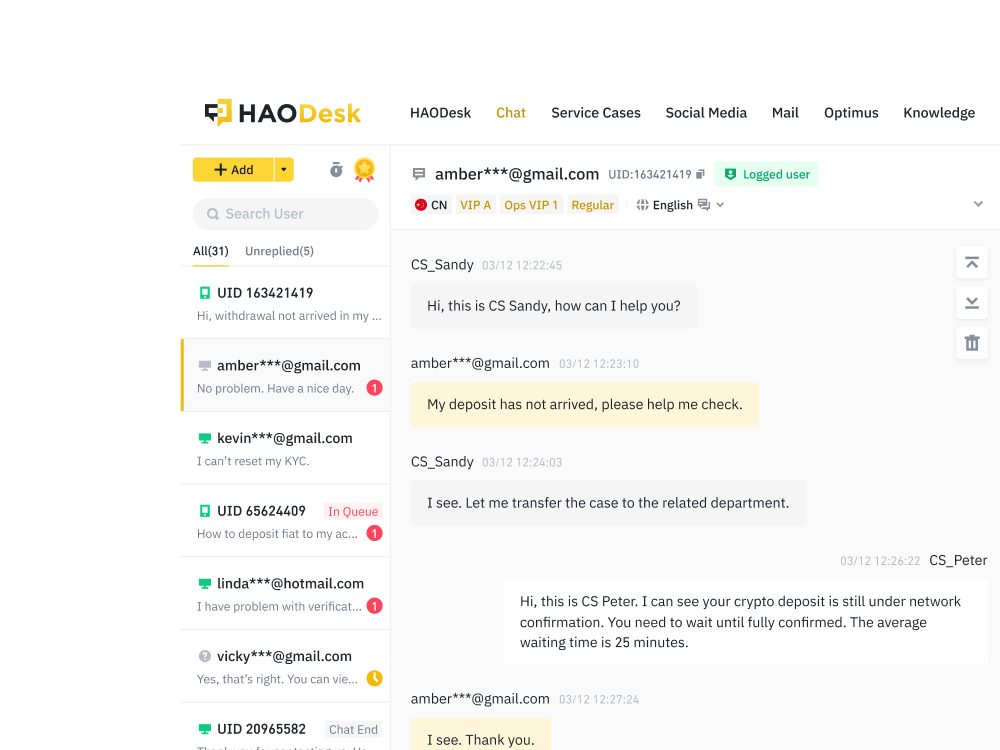 HAODesk
HAODesk Chat Service Cases Social Media Mail Optimus Knowledge
+ Add
Search User
All(31) Unreplied(5)
UID 163421419
Hi, withdrawal not arrived in my ...
amber***@gmail.com
No problem. Have a nice day. 1
kevin***@gmail.com
I can't reset my KYC.
UID 65624409 In Queue
How to deposit fiat to my ac... 1
linda***@hotmail.com
I have problem with verificat... 1
vicky***@gmail.com
Yes, that's right. You can vie...
UID 20965582 Chat End
amber***@gmail.com UID:163421419 Logged user
CN VIP A Ops VIP 1 Regular English
CS_Sandy 03/12 12:22:45
Hi, this is CS Sandy, how can I help you?
amber***@gmail.com 03/12 12:23:10
My deposit has not arrived, please help me check.
CS_Sandy 03/12 12:24:03
I see. Let me transfer the case to the related department.
03/12 12:26:22 CS_Peter
Hi, this is CS Peter. I can see your crypto deposit is still under network
confirmation. You need to wait until fully confirmed. The average
waiting time is 25 minutes.
amber***@gmail.com 03/12 12:27:24
I see. Thank you.